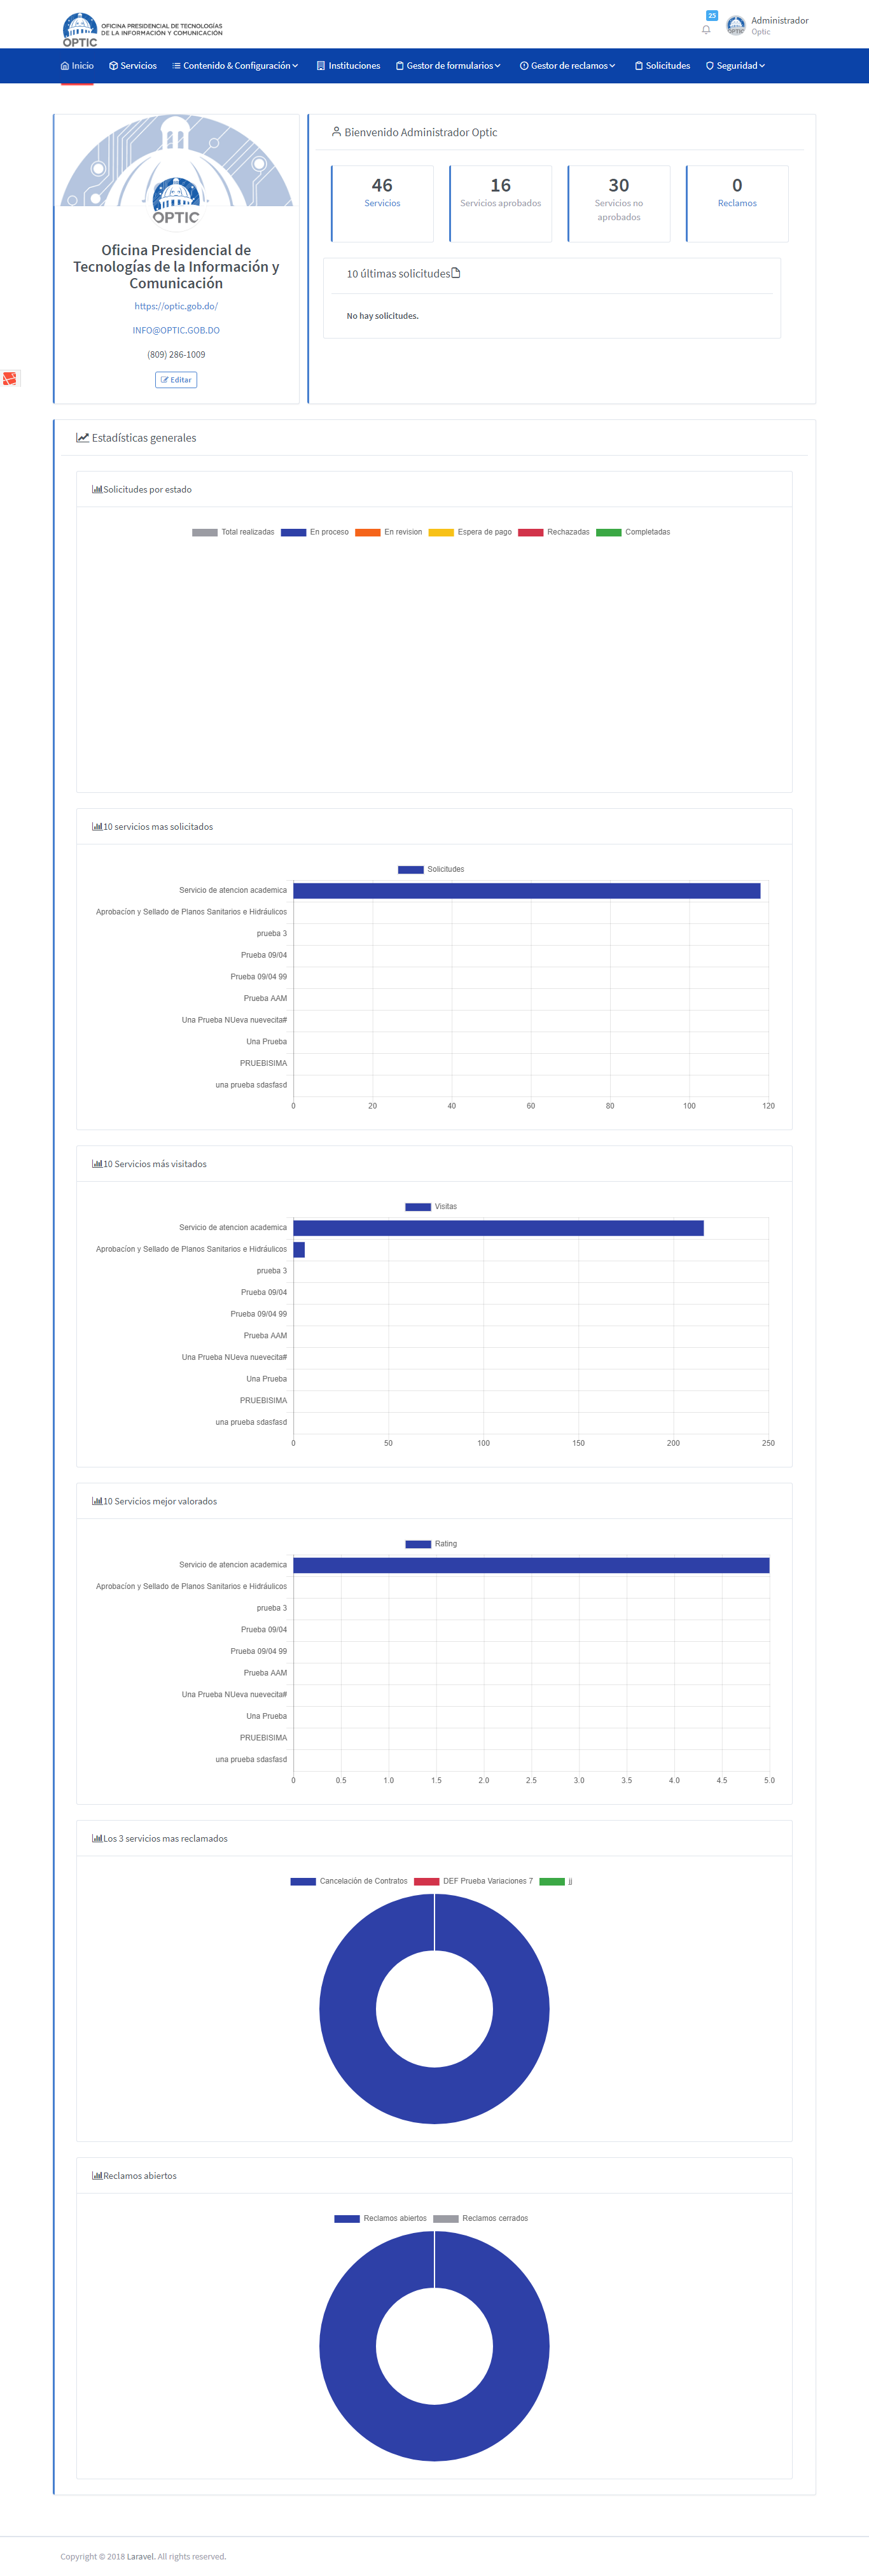 OPTIC
OFICINA PRESIDENCIAL DE TECNOLOGÍAS
DE LA INFORMACIÓN Y COMUNICACIÓN
25
Administrador
Optic
Inicio Servicios Contenido & Configuración Instituciones Gestor de formularios Gestor de reclamos Solicitudes Seguridad
OPTIC
Oficina Presidencial de
Tecnologías de la Información y
Comunicación
https://optic.gob.do/
INFO@OPTIC.GOB.DO
(809) 286-1009
Editar
Bienvenido Administrador Optic
46
Servicios
16
Servicios aprobados
30
Servicios no
aprobados
0
Reclamos
10 últimas solicitudes
No hay solicitudes.
Estadísticas generales
Solicitudes por estado
Total realizadas En proceso En revision Espera de pago Rechazadas Completadas
10 servicios mas solicitados
Solicitudes
Servicio de atencion academica
Aprobacíon y Sellado de Planos Sanitarios e Hidráulicos
prueba 3
Prueba 09/04
Prueba 09/04 99
Prueba AAM
Una Prueba NUeva nuevecita#
Una Prueba
PRUEBISIMA
una prueba sdasfasd
0 20 40 60 80 100 120
10 Servicios más visitados
Visitas
Servicio de atencion academica
Aprobacíon y Sellado de Planos Sanitarios e Hidráulicos
prueba 3
Prueba 09/04
Prueba 09/04 99
Prueba AAM
Una Prueba NUeva nuevecita#
Una Prueba
PRUEBISIMA
una prueba sdasfasd
0 50 100 150 200 250
10 Servicios mejor valorados
Rating
Servicio de atencion academica
Aprobacíon y Sellado de Planos Sanitarios e Hidráulicos
prueba 3
Prueba 09/04
Prueba 09/04 99
Prueba AAM
Una Prueba NUeva nuevecita#
Una Prueba
PRUEBISIMA
una prueba sdasfasd
0 0.5 1.0 1.5 2.0 2.5 3.0 3.5 4.0 4.5 5.0
Los 3 servicios mas reclamados
Cancelación de Contratos DEF Prueba Variaciones 7 jj
Reclamos abiertos
Reclamos abiertos Reclamos cerrados
Copyright © 2018 Laravel. All rights reserved.